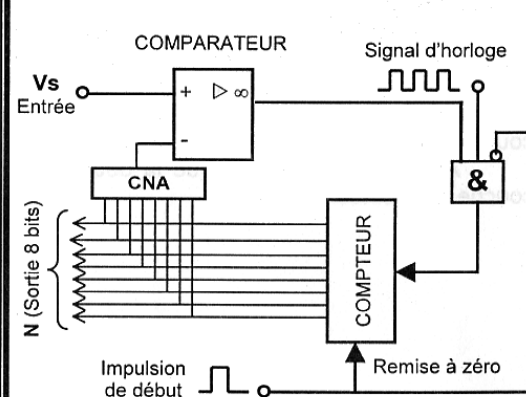 COMPARATEUR
Signal d'horloge
Vs
Entrée
+
▷ ∞
-
CNA
&
N (Sortie 8 bits)
COMPTEUR
Impulsion
de début
Remise à zéro